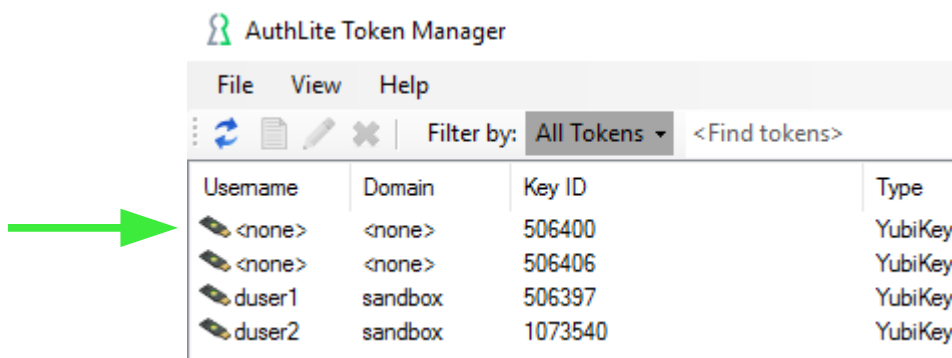 AuthLite Token Manager
File View Help
Filter by: All Tokens <Find tokens>
Username Domain Key ID Type
<none> <none> 506400 YubiKey
<none> <none> 506406 YubiKey
duser1 sandbox 506397 YubiKey
duser2 sandbox 1073540 YubiKey